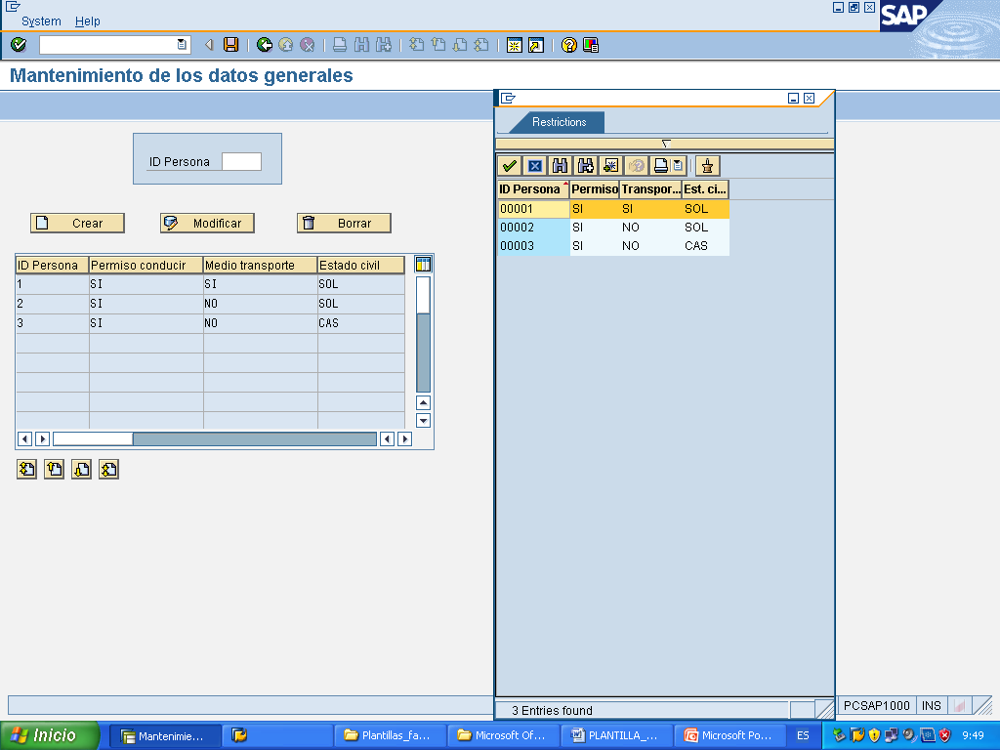 System Help
SAP
Mantenimiento de los datos generales
ID Persona
Crear Modificar Borrar
ID Persona Permiso conducir Medio transporte Estado civil
1 SI SI SOL
2 SI NO SOL
3 SI NO CAS
Restrictions
ID Persona Permiso Transpor... Est. ci...
00001 SI SI SOL
00002 SI NO SOL
00003 SI NO CAS
3 Entries found
PCSAP1000 INS
Inicio Mantenimie... Plantillas_fa... Microsoft Of... PLANTILLA_... Microsoft Po... ES 9:49